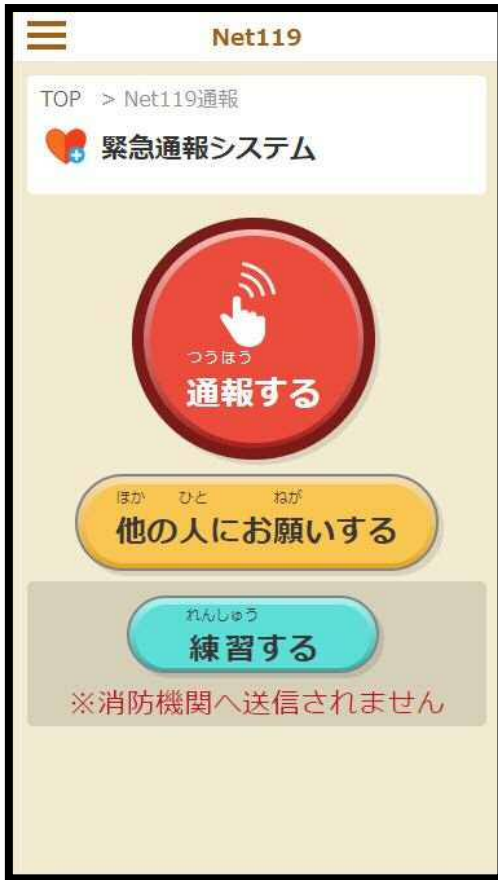 Net119
TOP > Net119通報
緊急通報システム
つうほう
通報する
ほか ひと ねが
他の人にお願いする
れんしゅう
練習する
※消防機関へ送信されません